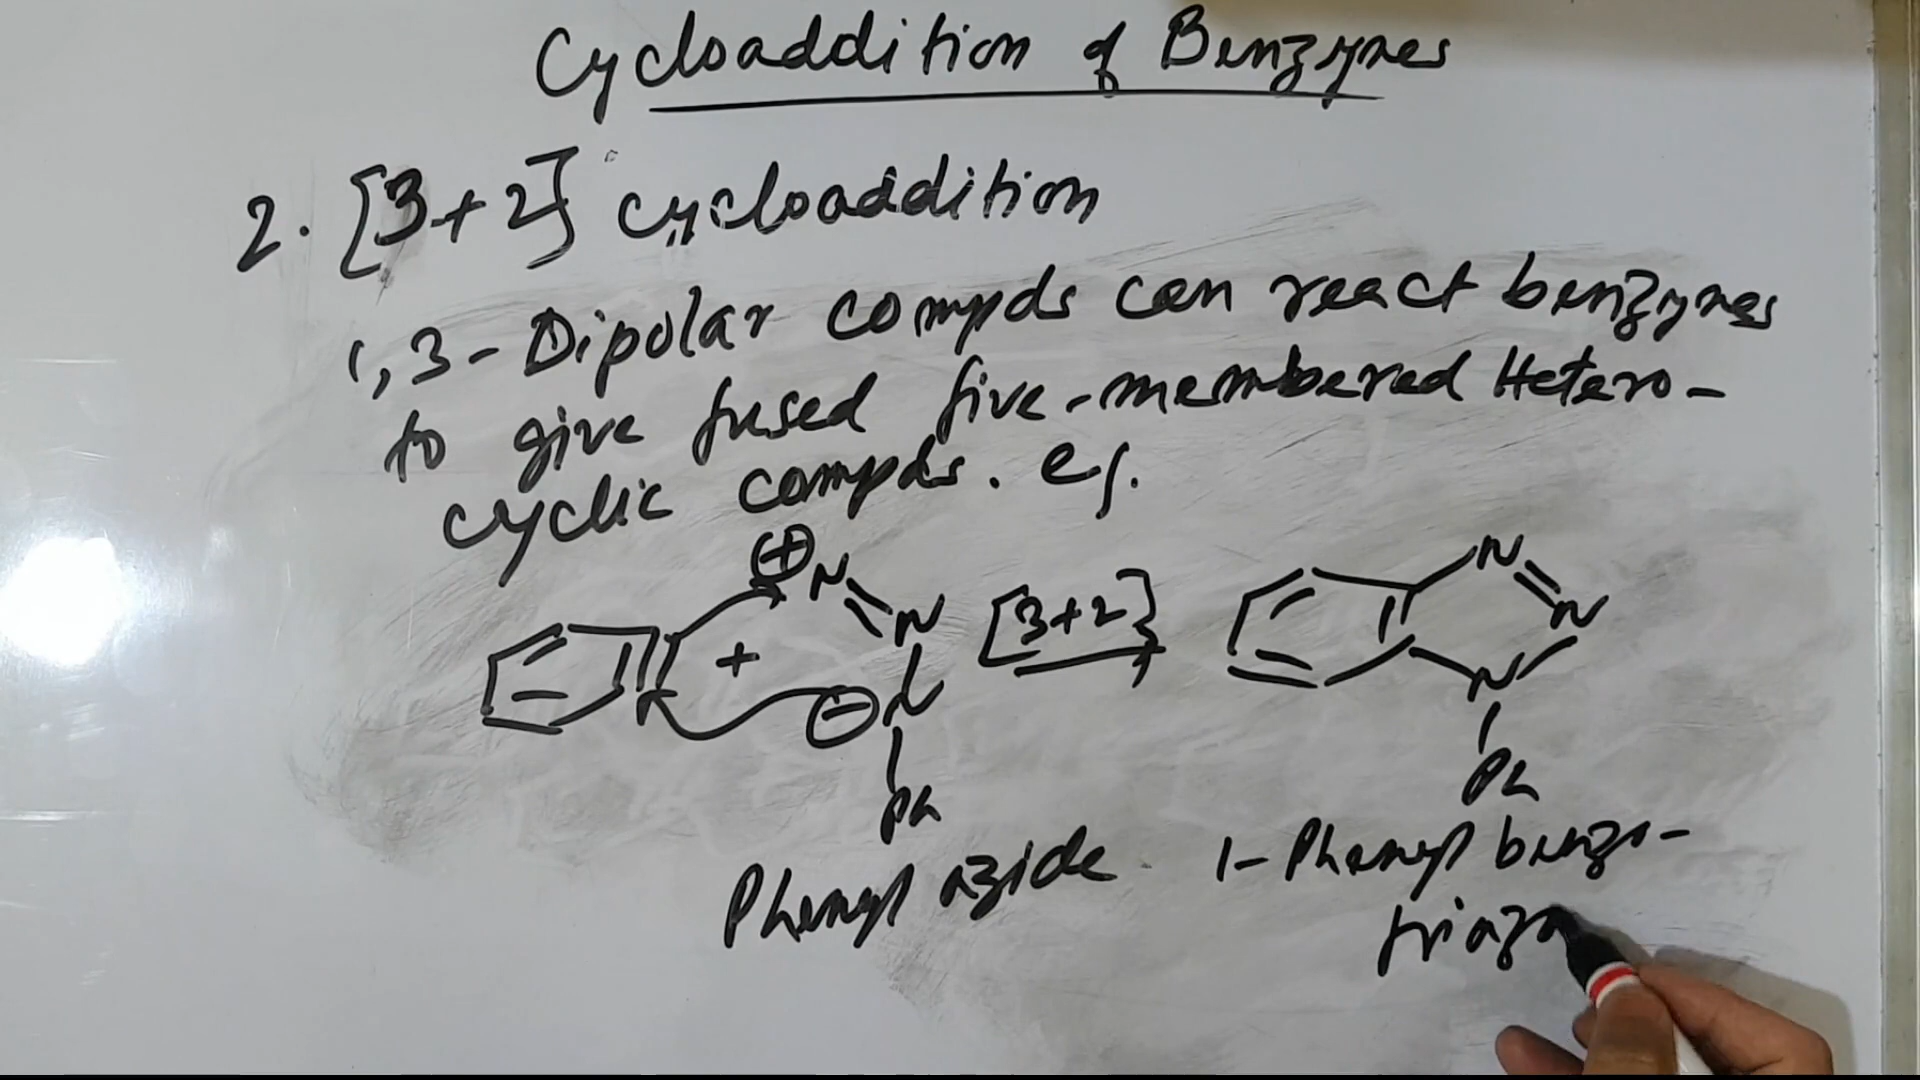 Cycloaddition of Benzynes
2. [3+2] cycloaddition
1,3-Dipolar compds can react benzynes
to give fused five-membered Hetero-
cyclic compds. eg.
⊕ N
N
+
[3+2]
⊖ N
Ph
N
N
N
Ph
Phenyl azide
1-Phenyl benzo-
triazo